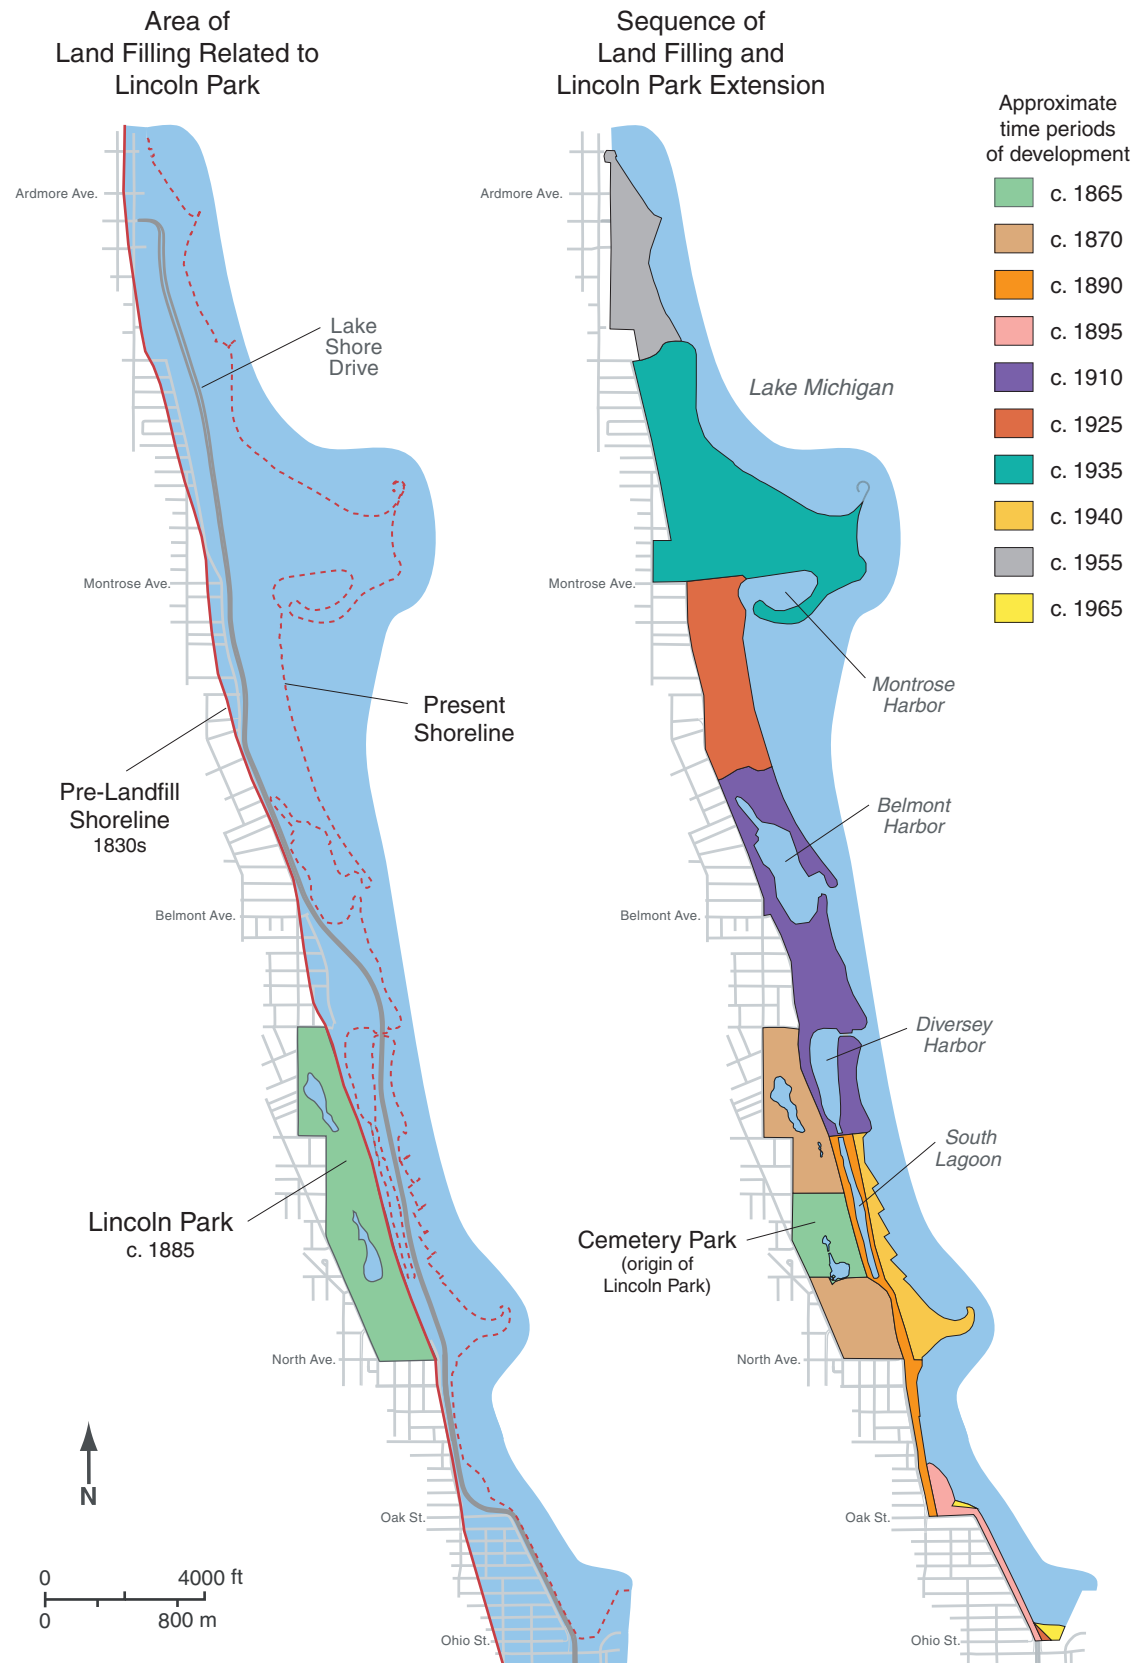 Area of
Land Filling Related to
Lincoln Park
Ardmore Ave.
Lake
Shore
Drive
Montrose Ave.
Present
Shoreline
Pre-Landfill
Shoreline
1830s
Belmont Ave.
Lincoln Park
c. 1885
North Ave.
N
Oak St.
0
4000 ft
0
800 m
Ohio St.
Sequence of
Land Filling and
Lincoln Park Extension
Approximate
time periods
of development
c. 1865
c. 1870
c. 1890
c. 1895
c. 1910
c. 1925
c. 1935
c. 1940
c. 1955
c. 1965
Ardmore Ave.
Lake Michigan
Montrose Ave.
Montrose
Harbor
Belmont
Harbor
Belmont Ave.
Diversey
Harbor
South
Lagoon
Cemetery Park
(origin of
Lincoln Park)
North Ave.
Oak St.
Ohio St.